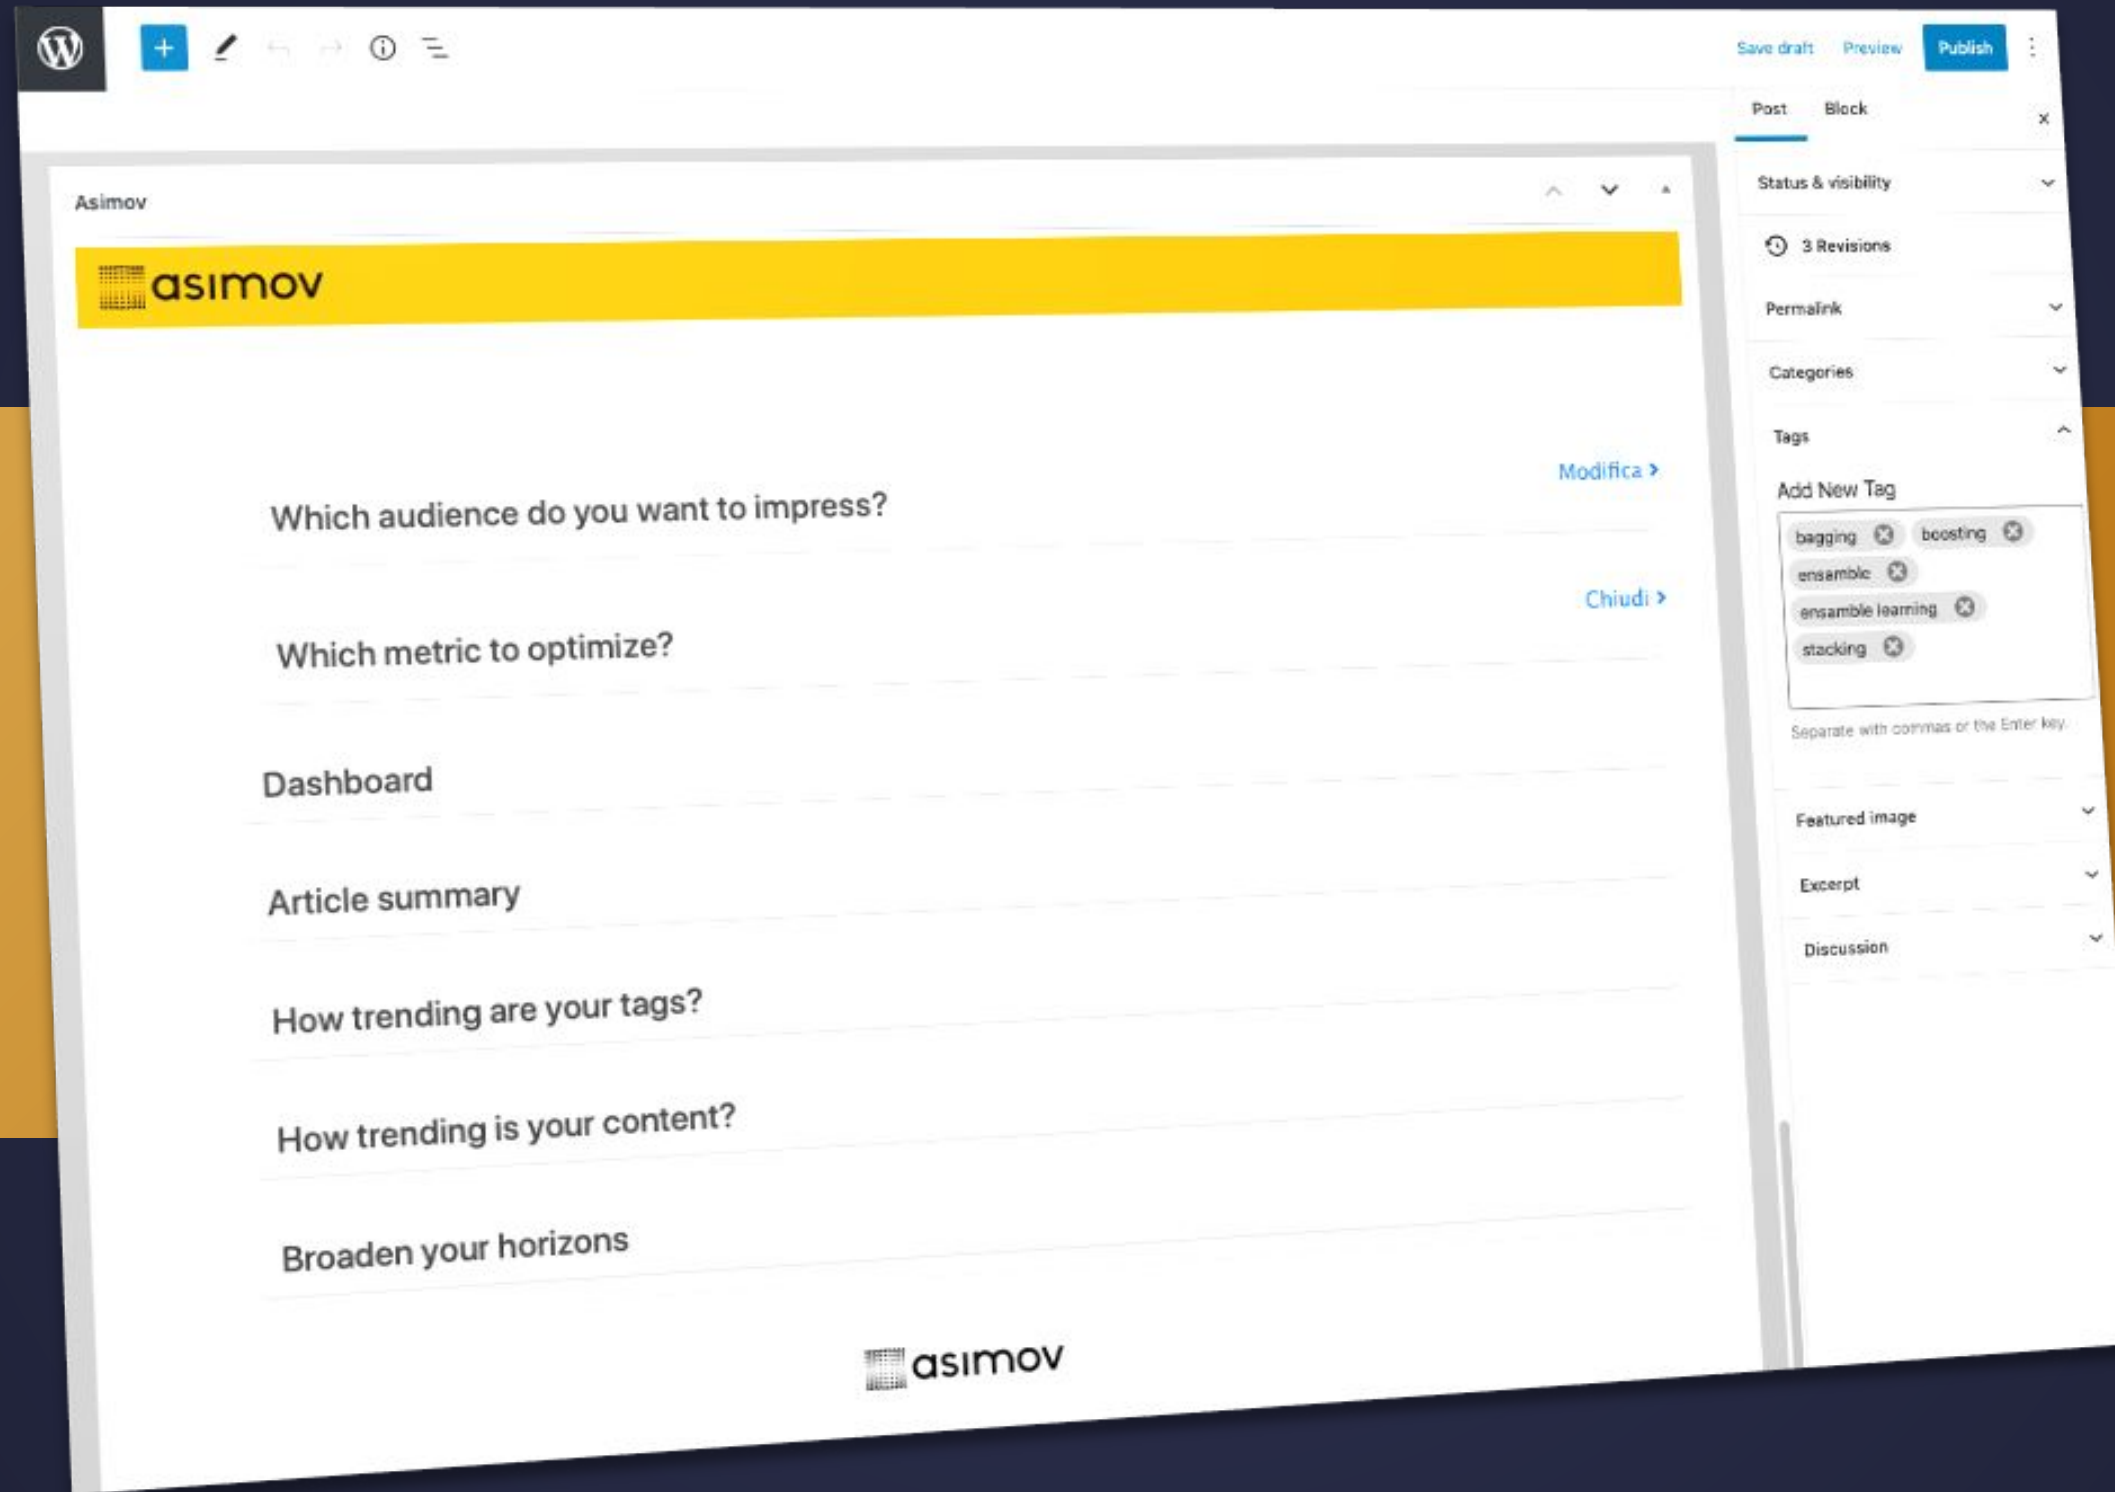 Save draft Preview Publish
Post Block
Asimov
Status & visibility
asimov
3 Revisions
Permalink
Categories
Tags
Modifica >
Add New Tag
Which audience do you want to impress?
bagging boosting
ensamble
Chiudi >
ensamble learning
Which metric to optimize?
stacking
Separate with commas or the Enter key.
Dashboard
Featured image
Article summary
Excerpt
Discussion
How trending are your tags?
How trending is your content?
Broaden your horizons
asimov